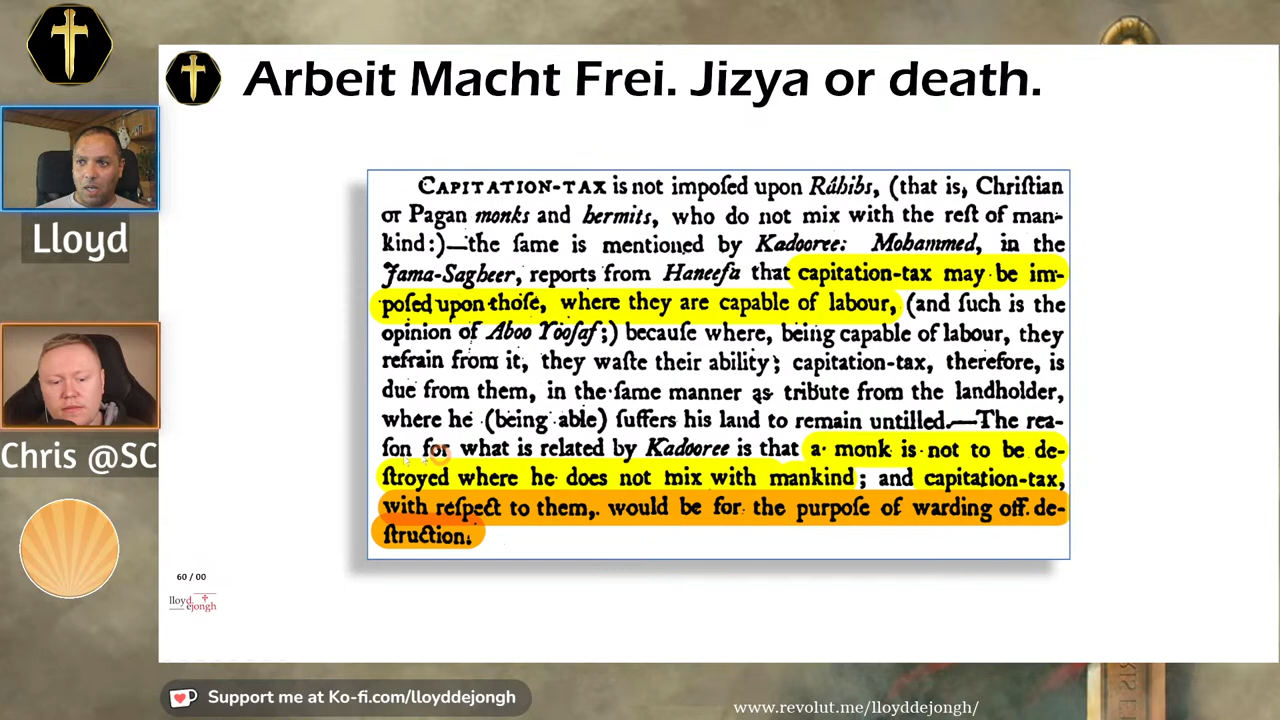 Arbeit Macht Frei. Jizya or death.
Lloyd
Chris @SC
CAPITATION-TAX is not impoſed upon Râhibs, (that is, Chriſtian
or Pagan monks and hermits, who do not mix with the reſt of man-
kind:)—the ſame is mentioned by Kadooree: Mohammed, in the
Jama-Sagheer, reports from Haneefa that capitation-tax may be im-
poſed upon thoſe, where they are capable of labour, (and ſuch is the
opinion of Aboo Yooſaf;) becauſe where, being capable of labour, they
refrain from it, they waſte their ability; capitation-tax, therefore, is
due from them, in the ſame manner as tribute from the landholder,
where he (being able) ſuffers his land to remain untilled.—The rea-
ſon for what is related by Kadooree is that a monk is not to be de-
ſtroyed where he does not mix with mankind; and capitation-tax,
with reſpect to them, would be for the purpoſe of warding off de-
ſtruction.
60 / 00
lloyd
ejongh
Support me at Ko-fi.com/lloyddejongh
www.revolut.me/lloyddejongh/